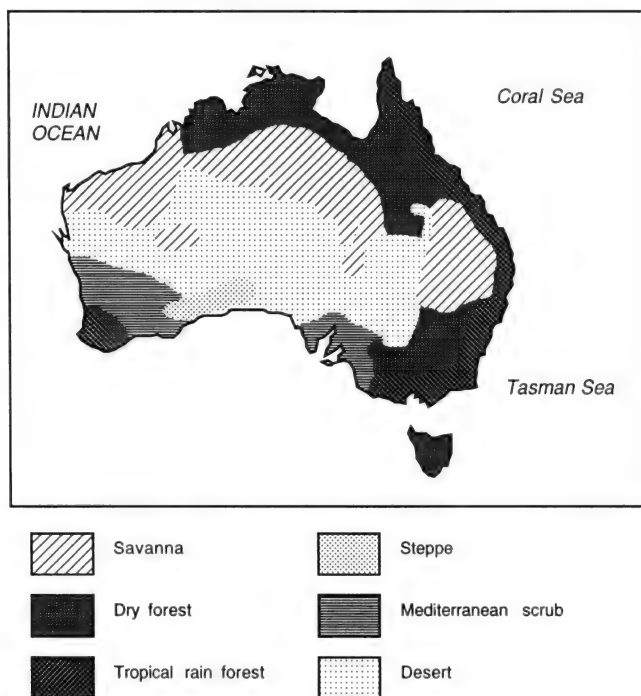 INDIAN
OCEAN
Coral Sea
Tasman Sea
Savanna
Steppe
Dry forest
Mediterranean scrub
Tropical rain forest
Desert